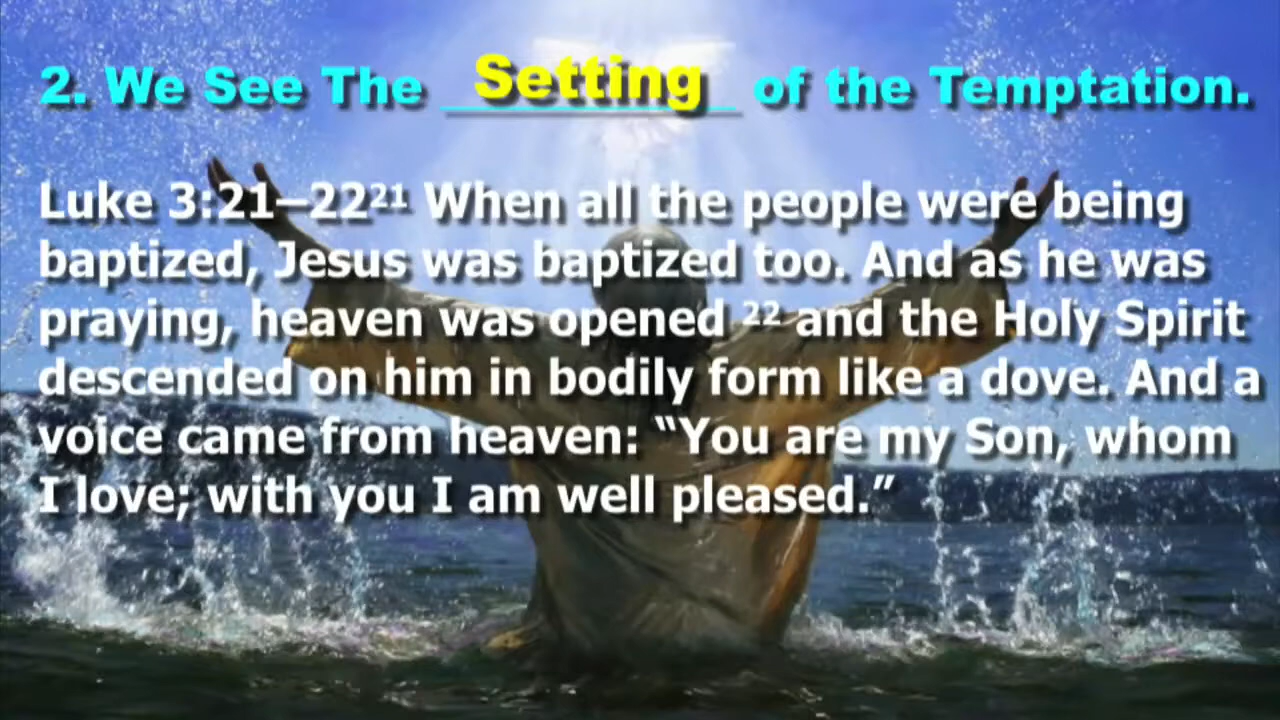 2. We See The Setting of the Temptation.
Luke 3:21–22²¹ When all the people were being
baptized, Jesus was baptized too. And as he was
praying, heaven was opened ²² and the Holy Spirit
descended on him in bodily form like a dove. And a
voice came from heaven: “You are my Son, whom
I love; with you I am well pleased.”